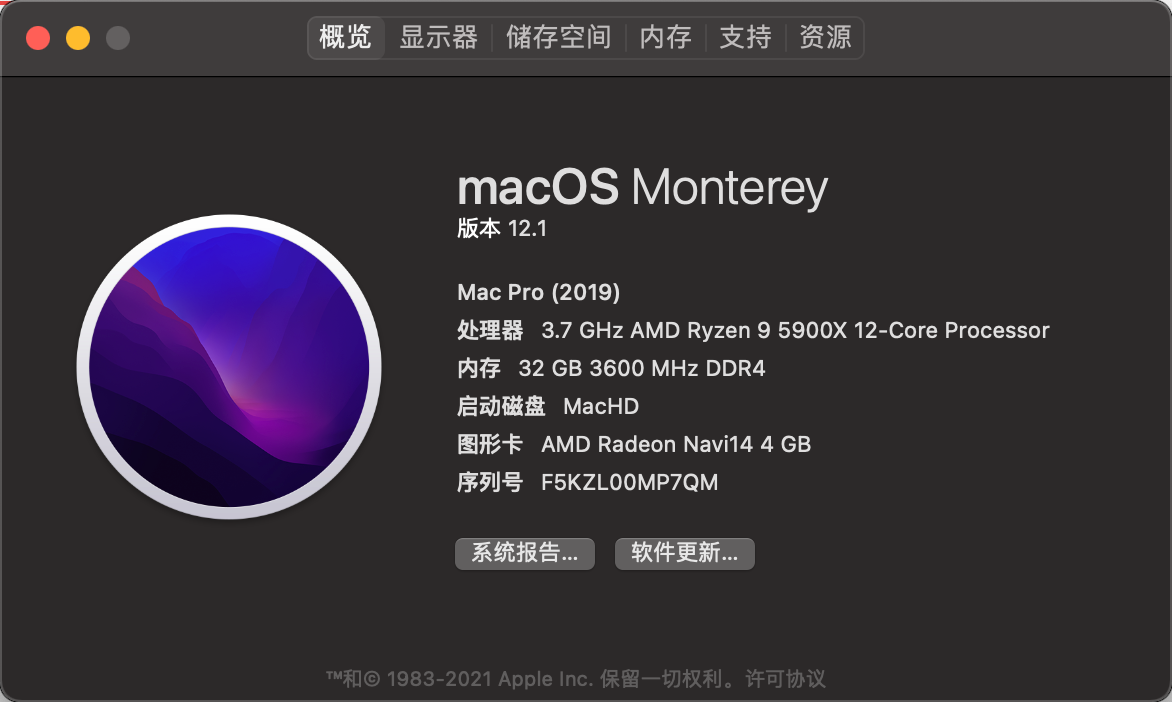 概览 显示器 储存空间 内存 支持 资源
macOS Monterey
版本 12.1
Mac Pro (2019)
处理器 3.7 GHz AMD Ryzen 9 5900X 12-Core Processor
内存 32 GB 3600 MHz DDR4
启动磁盘 MacHD
图形卡 AMD Radeon Navi14 4 GB
序列号 F5KZL00MP7QM
系统报告... 软件更新...
™和© 1983-2021 Apple Inc. 保留一切权利。许可协议